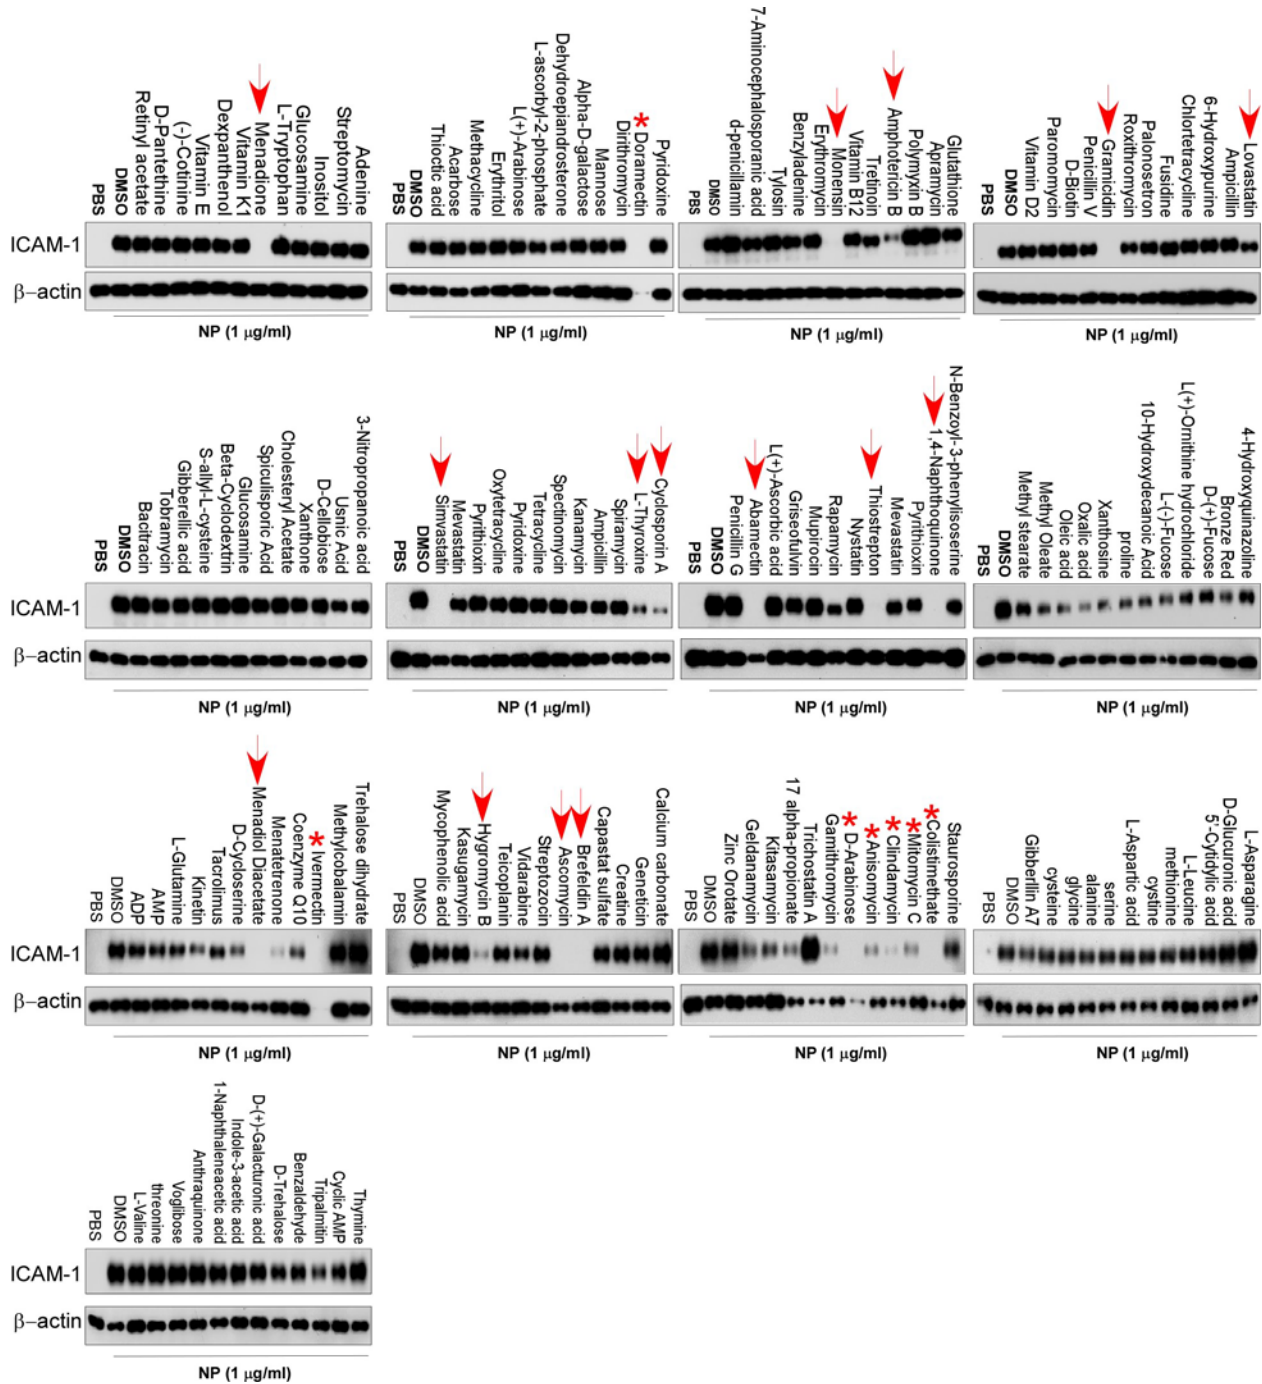 PBS
DMSO
Retinyl acetate
D-Pantethine
(-)-Cotinine
Vitamin E
Dexpanthenol
Vitamin K1
Menadione
L-Tryptophan
Glucosamine
Inositol
Streptomycin
Adenine
PBS
DMSO
Thioctic acid
Acarbose
Methacycline
Erythritol
L(+)-Arabinose
L-ascorbyl-2-phosphate
Dehydroepiandrosterone
Alpha-D-galactose
Mannose
Dirithromycin
*Doramectin
Pyridoxine
PBS
DMSO
d-penicillamin
7-Aminocephalosporanic acid
Tylosin
Benzyladenine
Erythromycin
Monensin
Vitamin B12
Tretinoin
Amphotericin B
Polymyxin B
Apramycin
Glutathione
PBS
DMSO
Vitamin D2
Paromomycin
D-Biotin
Penicillin V
Gramicidin
Roxithromycin
Palonosetron
Fusidine
Chlortetracycline
6-Hydroxypurine
Ampicillin
Lovastatin
ICAM-1
β-actin
NP (1 µg/ml)
NP (1 µg/ml)
NP (1 µg/ml)
NP (1 µg/ml)
PBS
DMSO
Bacitracin
Tobramycin
Gibberellic acid
S-allyl-L-cysteine
Beta-Cyclodextrin
Glucosamine
Spiculisporic Acid
Cholesteryl Acetate
Xanthone
D-Cellobiose
Usnic Acid
3-Nitropropanoic acid
PBS
DMSO
Simvastatin
Mevastatin
Pyrithioxin
Oxytetracycline
Pyridoxine
Tetracycline
Spectinomycin
Kanamycin
Ampicillin
Spiramycin
L-Thyroxine
Cyclosporin A
PBS
DMSO
Penicillin G
Abamectin
L(+)-Ascorbic acid
Griseofulvin
Mupirocin
Rapamycin
Nystatin
Thiostrepton
Mevastatin
Pyrithioxin
1,4-Naphthoquinone
N-Benzoyl-3-phenylisoserine
PBS
DMSO
Methyl stearate
Methyl Oleate
Oleic acid
Oxalic acid
Xanthosine
proline
10-Hydroxydecanoic Acid
L-(-)-Fucose
L(+)-Ornithine hydrochloride
D-(+)-Fucose
Bronze Red
4-Hydroxyquinazoline
ICAM-1
β-actin
NP (1 µg/ml)
NP (1 µg/ml)
NP (1 µg/ml)
NP (1 µg/ml)
PBS
DMSO
ADP
AMP
L-Glutamine
Kinetin
Tacrolimus
D-Cycloserine
Menadiol Diacetate
Menatetrenone
Coenzyme Q10
*Ivermectin
Methylcobalamin
Trehalose dihydrate
PBS
DMSO
Mycophenolic acid
Kasugamycin
Hygromycin B
Teicoplanin
Vidarabine
Streptozocin
Ascomycin
Brefeldin A
Capastat sulfate
Creatine
Geneticin
Calcium carbonate
PBS
DMSO
Zinc Orotate
Geldanamycin
Kitasamycin
17 alpha-propionate
Trichostatin A
Gamithromycin
*D-Arabinose
*Anisomycin
*Clindamycin
*Mitomycin C
*Colistimethate
Staurosporine
PBS
DMSO
Gibberllin A7
cysteine
glycine
alanine
serine
L-Aspartic acid
cystine
methionine
L-Leucine
5'-Cytidylic acid
D-Glucuronic acid
L-Asparagine
ICAM-1
β-actin
NP (1 µg/ml)
NP (1 µg/ml)
NP (1 µg/ml)
NP (1 µg/ml)
PBS
DMSO
L-Valine
threonine
Voglibose
Anthraquinone
1-Naphthaleneacetic acid
Indole-3-acetic acid
D-(+)-Galacturonic acid
D-Trehalose
Benzaldehyde
Tripalmitin
Cyclic AMP
Thymine
ICAM-1
β-actin
NP (1 µg/ml)